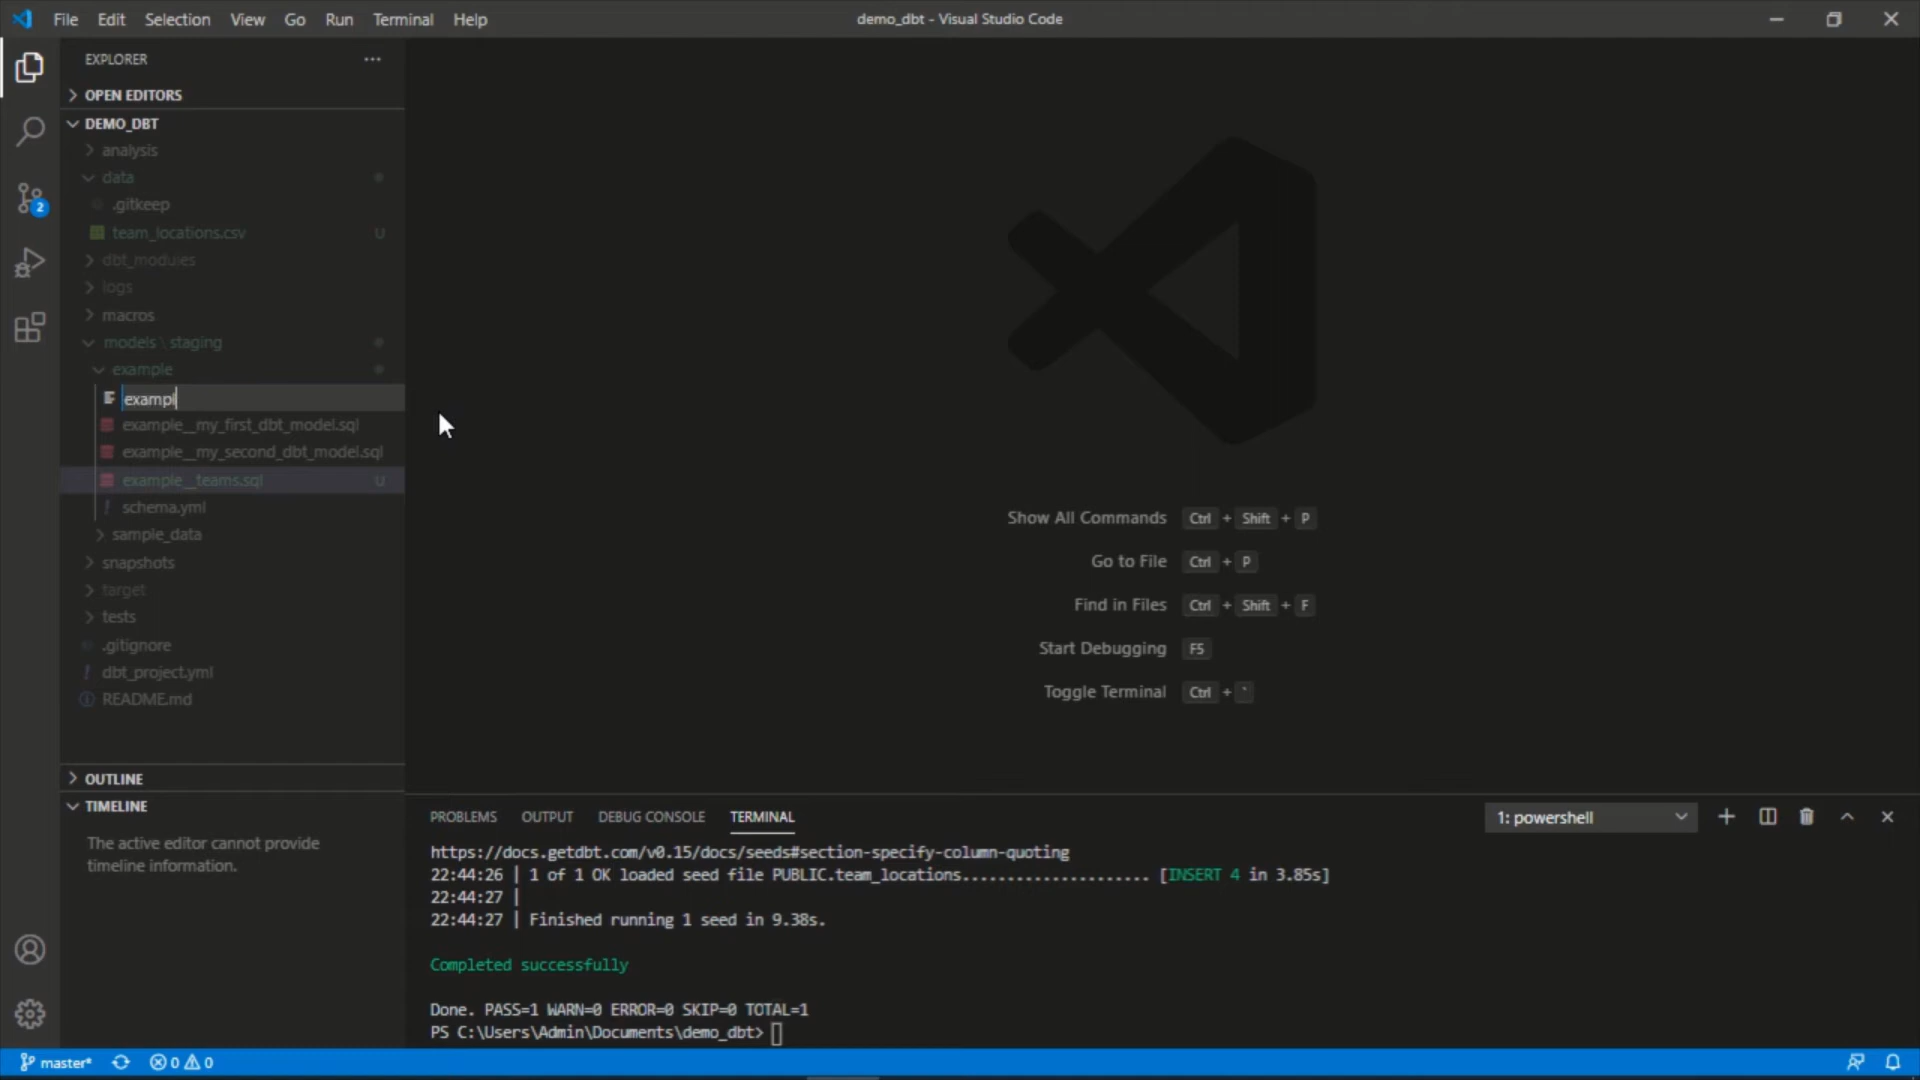 File Edit Selection View Go Run Terminal Help
demo_dbt - Visual Studio Code
EXPLORER ···
OPEN EDITORS
DEMO_DBT
analysis
data
.gitkeep
team_locations.csv U
dbt_modules
logs
macros
models \ staging
example
exampl
example__my_first_dbt_model.sql
example__my_second_dbt_model.sql
example__teams.sql U
schema.yml
sample_data
snapshots
target
tests
.gitignore
dbt_project.yml
README.md
OUTLINE
TIMELINE
The active editor cannot provide
timeline information.
2
Show All Commands Ctrl + Shift + P
Go to File Ctrl + P
Find in Files Ctrl + Shift + F
Start Debugging F5
Toggle Terminal Ctrl + `
PROBLEMS OUTPUT DEBUG CONSOLE TERMINAL
1: powershell
https://docs.getdbt.com/v0.15/docs/seeds#section-specify-column-quoting
22:44:26 | 1 of 1 OK loaded seed file PUBLIC.team_locations....................... [INSERT 4 in 3.85s]
22:44:27 |
22:44:27 | Finished running 1 seed in 9.38s.
Completed successfully
Done. PASS=1 WARN=0 ERROR=0 SKIP=0 TOTAL=1
PS C:\Users\Admin\Documents\demo_dbt>
master* 0 0